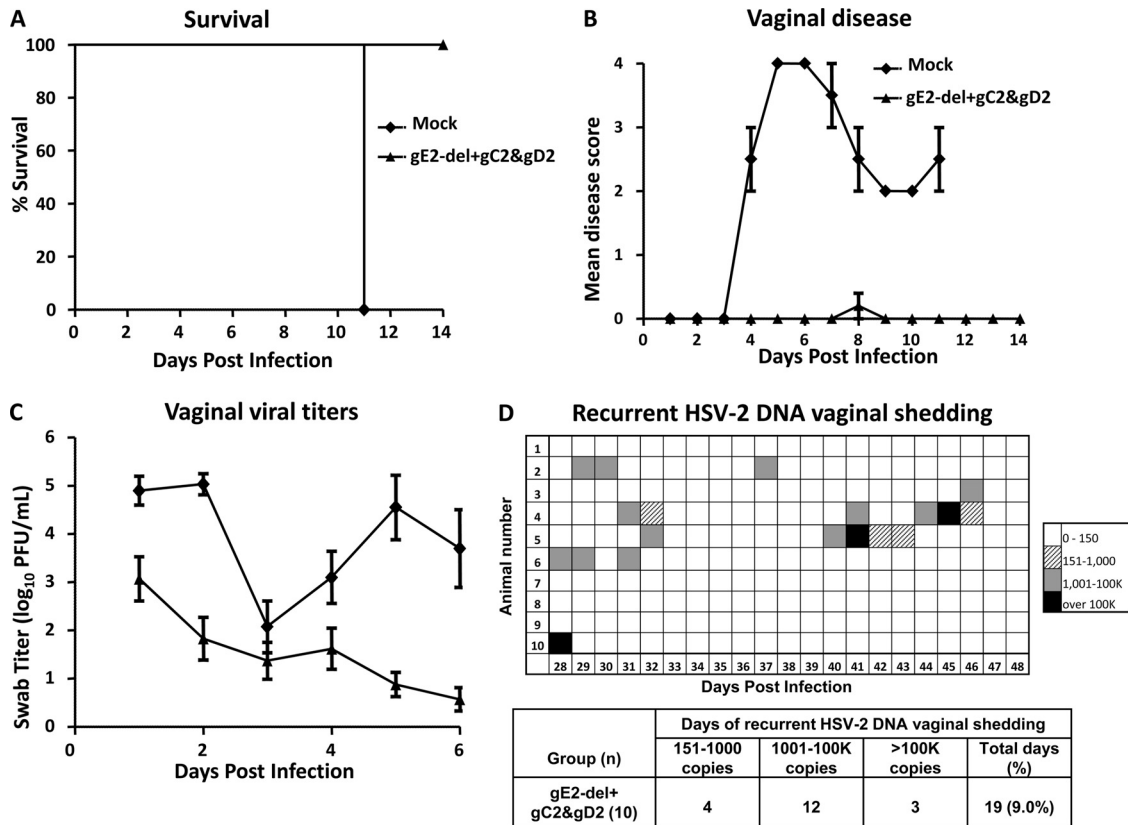 A
Survival
100
80
60
40
20
0
% Survival
0 2 4 6 8 10 12 14
Days Post Infection
Mock
gE2-del+gC2&gD2
B
Vaginal disease
4
3
2
1
0
Mean disease score
0 2 4 6 8 10 12 14
Days Post Infection
Mock
gE2-del+gC2&gD2
C
Vaginal viral titers
6
5
4
3
2
1
0
Swab Titer (log10 PFU/mL)
0 2 4 6
Days Post Infection
D
Recurrent HSV-2 DNA vaginal shedding
Animal number
1
2
3
4
5
6
7
8
9
10
28 29 30 31 32 33 34 35 36 37 38 39 40 41 42 43 44 45 46 47 48
Days Post Infection
0 - 150
151-1,000
1,001-100K
over 100K
Days of recurrent HSV-2 DNA vaginal shedding
Group (n) 151-1000 copies 1001-100K copies >100K copies Total days (%)
gE2-del+
gC2&gD2 (10) 4 12 3 19 (9.0%)